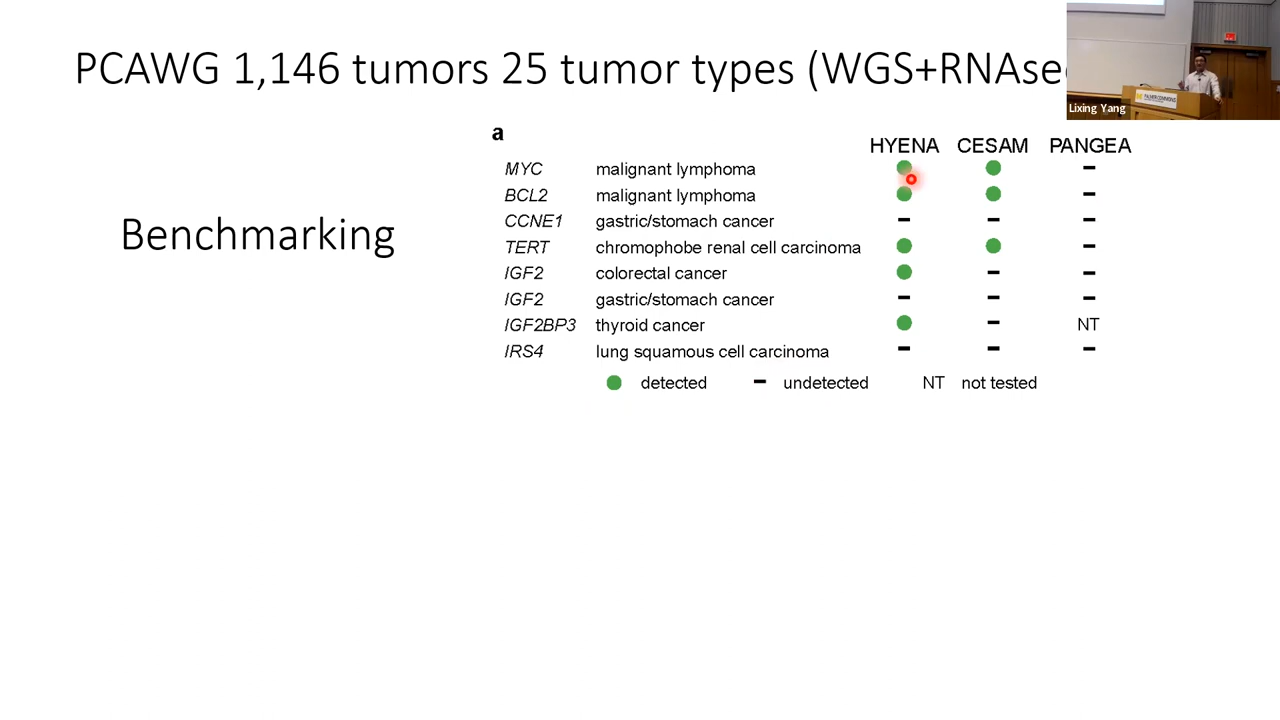 PCAWG 1,146 tumors 25 tumor types (WGS+RNAse
Lixing Yang
Benchmarking
a
HYENA CESAM PANGEA
MYC malignant lymphoma –
BCL2 malignant lymphoma –
CCNE1 gastric/stomach cancer – – –
TERT chromophobe renal cell carcinoma –
IGF2 colorectal cancer – –
IGF2 gastric/stomach cancer – – –
IGF2BP3 thyroid cancer – NT
IRS4 lung squamous cell carcinoma – – –
detected – undetected NT not tested